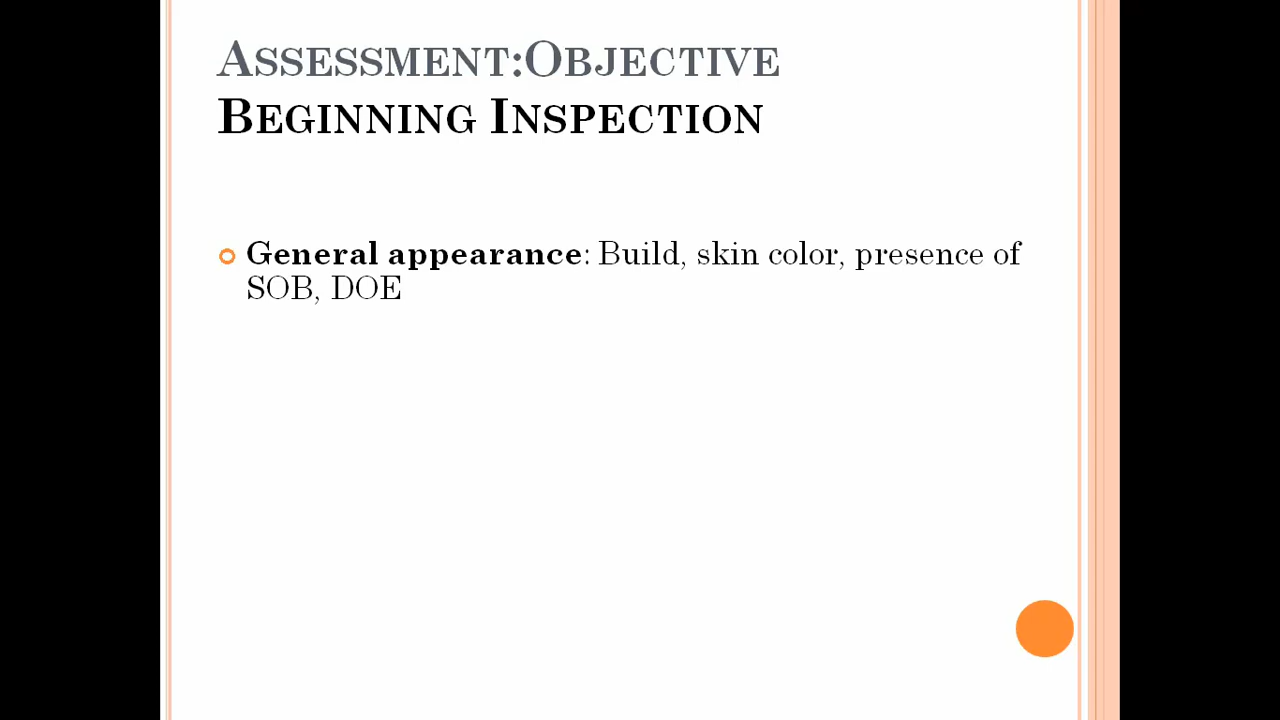 Assessment:Objective
Beginning Inspection
General appearance: Build, skin color, presence of
SOB, DOE